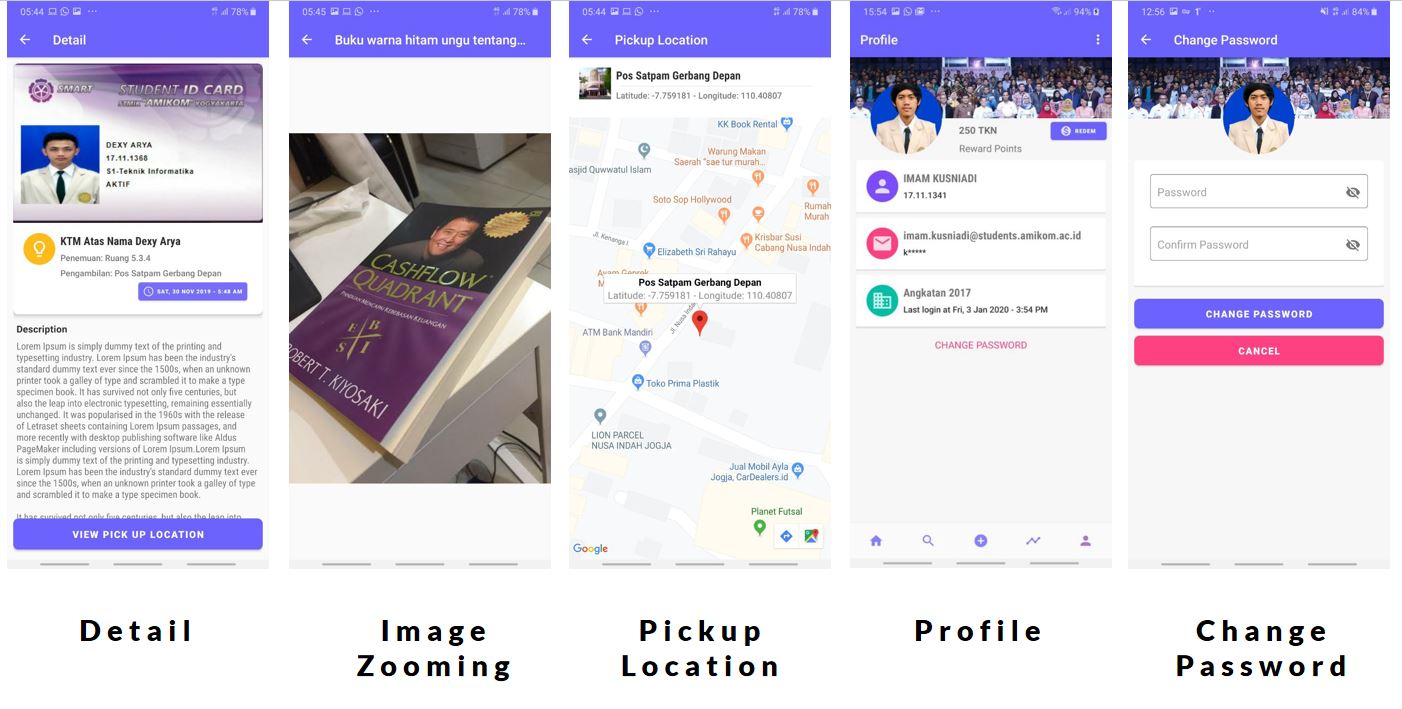 05:44 78%
Detail
SMART STUDENT ID CARD
STMIK "AMIKOM" YOGYAKARTA
DEXY ARYA
17.11.1368
S1-Teknik Informatika
AKTIF
KTM Atas Nama Dexy Arya
Penemuan: Ruang 5.3.4
Pengambilan: Pos Satpam Gerbang Depan
SAT, 30 NOV 2019 - 5:48 AM
Description
Lorem Ipsum is simply dummy text of the printing and
typesetting industry. Lorem Ipsum has been the industry's
standard dummy text ever since the 1500s, when an unknown
printer took a galley of type and scrambled it to make a type
specimen book. It has survived not only five centuries, but
also the leap into electronic typesetting, remaining essentially
unchanged. It was popularised in the 1960s with the release
of Letraset sheets containing Lorem Ipsum passages, and
more recently with desktop publishing software like Aldus
PageMaker including versions of Lorem Ipsum.Lorem Ipsum
is simply dummy text of the printing and typesetting industry.
Lorem Ipsum has been the industry's standard dummy text ever
since the 1500s, when an unknown printer took a galley of type
and scrambled it to make a type specimen book.
It has survived not only five centuries, but also the leap into
VIEW PICK UP LOCATION
Detail
05:45 78%
Buku warna hitam ungu tentang...
CASHFLOW
QUADRANT
PANDUAN MENCAPAI KEBEBASAN KEUANGAN
E B
S I
ROBERT T. KIYOSAKI
Image
Zooming
05:44 78%
Pickup Location
Pos Satpam Gerbang Depan
Latitude: -7.759181 - Longitude: 110.40807
KK Book Rental
Warung Makan
Saerah "sae tur murah...
asjid Quwwatul Islam
Soto Sop Hollywood
Rumah
Murah
Jl. Kenanga I
Krisbar Susi
Cabang Nusa Indah
Elizabeth Sri Rahayu
Ayam Geprek
Pos Satpam Gerbang Depan
Latitude: -7.759181 - Longitude: 110.40807
Jl. Nusa Indah
ATM Bank Mandiri
Toko Prima Plastik
LION PARCEL
NUSA INDAH JOGJA
Jual Mobil Ayla
Jogja, CarDealers.id
Planet Futsal
Google
Pickup
Location
15:54 94%
Profile
250 TKN
Reward Points
REDEM
IMAM KUSNIADI
17.11.1341
imam.kusniadi@students.amikom.ac.id
k*****
Angkatan 2017
Last login at Fri, 3 Jan 2020 - 3:54 PM
CHANGE PASSWORD
Profile
12:56 84%
Change Password
Password
Confirm Password
CHANGE PASSWORD
CANCEL
Change
Password